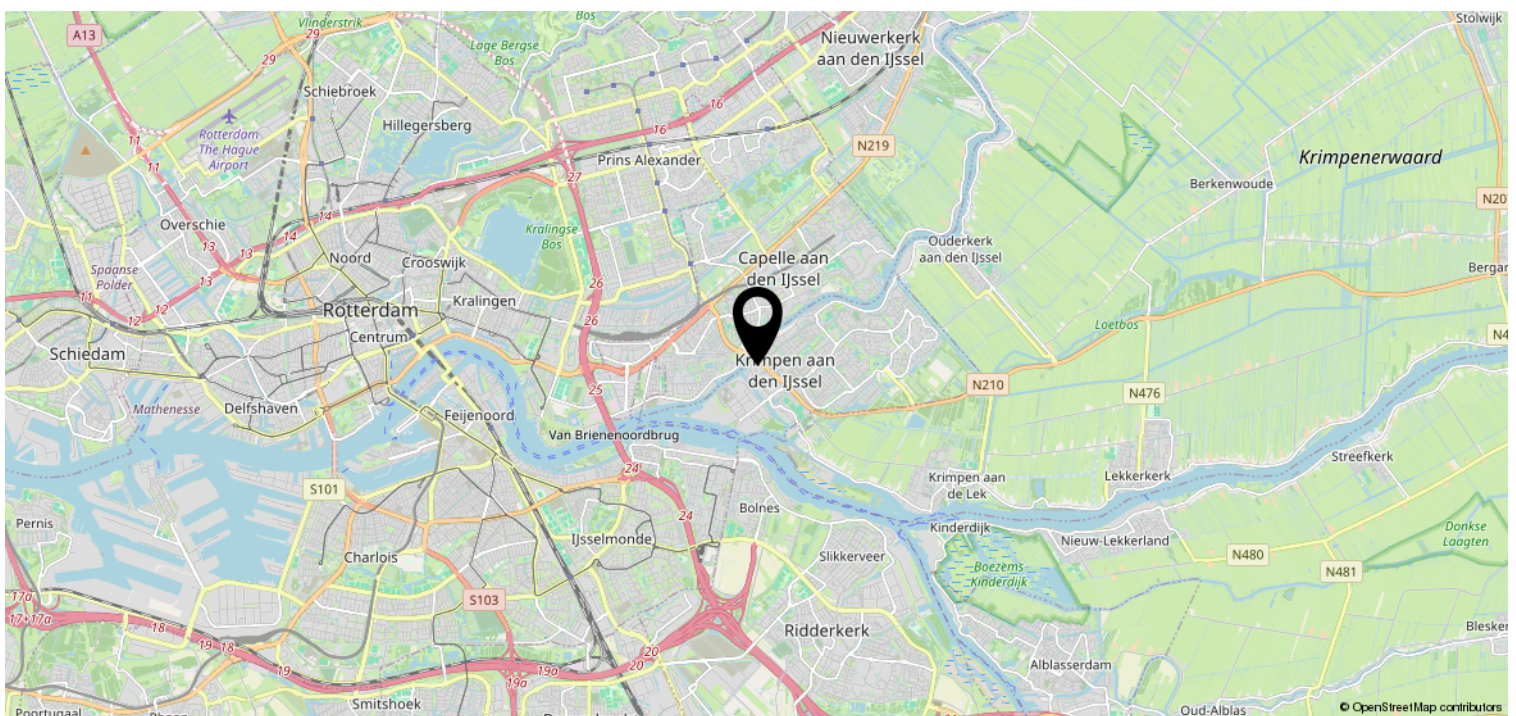 Vlinderstrik
Bos
Stolwijk
A13
29
Lage Bergse
Bos
Nieuwerkerk
aan den IJssel
29
Schiebroek
16
16
Rotterdam
The Hague
Airport
Hillegersberg
11
11
N219
Prins Alexander
Krimpenerwaard
27
Berkenwoude
N20
14
Overschie
13
13
14
Kralingse
Bos
Ouderkerk
aan den IJssel
Noord
Crooswijk
Capelle aan
den IJssel
Spaanse
Polder
13
26
Bergar
11
12
12
Kralingen
Rotterdam
26
Loetbos
N4
Centrum
Schiedam
Krimpen aan
den IJssel
N210
N476
25
Mathenesse
Delfshaven
Feijenoord
Van Brienenoordbrug
24
Streefkerk
Krimpen aan
de Lek
Lekkerkerk
S101
Bolnes
24
Pernis
Kinderdijk
Donkse
Laagten
IJsselmonde
Nieuw-Lekkerland
Charlois
Slikkerveer
N480
Boezems
Kinderdijk
N481
17a
17+17a
S103
18
Ridderkerk
Blesker
19
18
20
19
19a
20
19a
Alblasserdam
Smitshoek
Oud-Alblas
© OpenStreetMap contributors